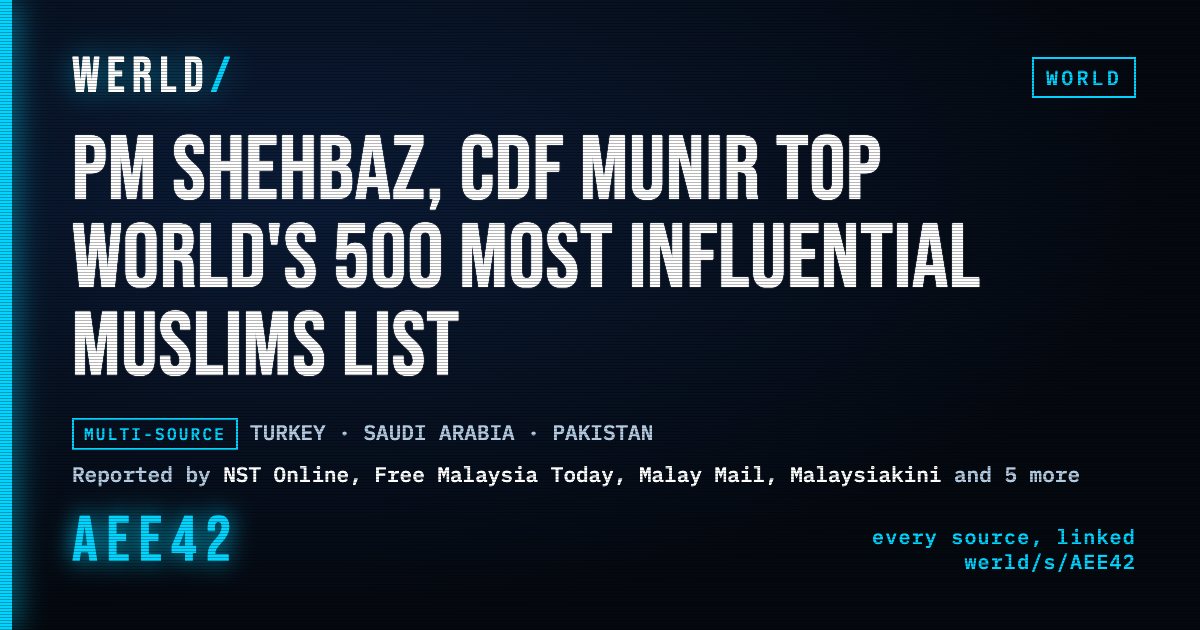 WERLD/
WORLD
PM SHEHBAZ, CDF MUNIR TOP
WORLD'S 500 MOST INFLUENTIAL
MUSLIMS LIST
MULTI-SOURCE TURKEY · SAUDI ARABIA · PAKISTAN
Reported by NST Online, Free Malaysia Today, Malay Mail, Malaysiakini and 5 more
AEE42
every source, linked
werld/s/AEE42